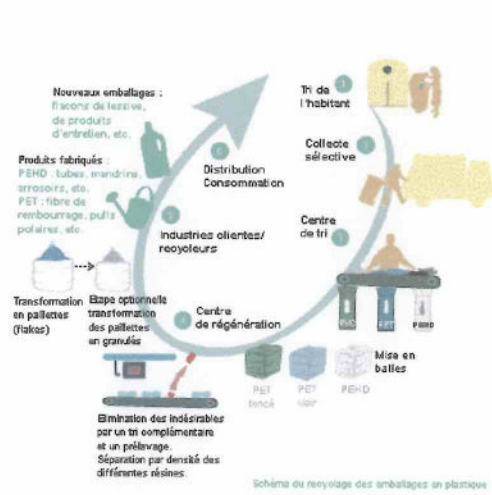 Tri de
l'habitant
Collecte
sélective
Centre
de tri
PET
PEHD
Mise en
balles
PET
foncé
PET
clair
PEHD
Centre
de régénération
Elimination des indésirables
par un tri complémentaire
et un prélavage.
Séparation par densité des
différentes résines.
Transformation
en paillettes
(flakes)
Etape optionnelle
transformation
des paillettes
en granulés
Industries clientes/
recycleurs
Produits fabriqués :
PEHD : tubes, mandrins,
arrosoirs, etc.
PET : fibre de
rembourrage, pulls
polaires, etc.
Distribution
Consommation
Nouveaux emballages :
flacons de lessive,
de produits
d'entretien, etc.
Schéma du recyclage des emballages en plastique